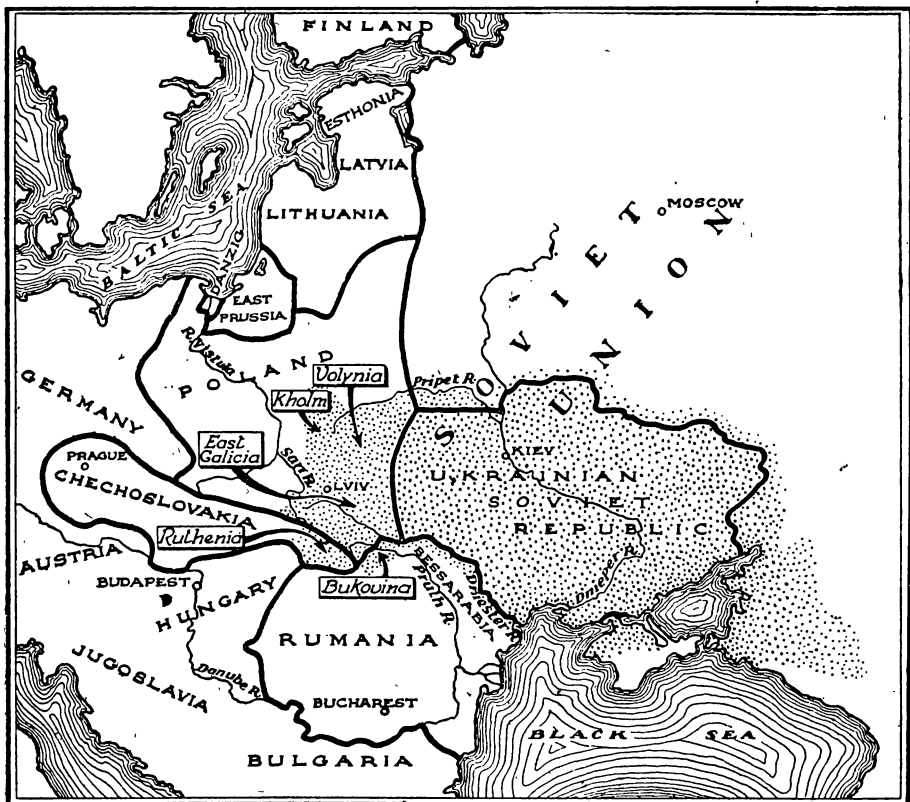 FINLAND
ESTHONIA
LATVIA
LITHUANIA
BALTIC SEA
DANZIG
EAST
PRUSSIA
MOSCOW
SOVIET
UNION
R. Vistula
POLAND
Volynia
Kholm
Pripet R.
GERMANY
East
Galicia
San R.
LVIV
KIEV
UKRAINIAN
SOVIET
REPUBLIC
PRAGUE
CHECHOSLOVAKIA
Ruthenia
AUSTRIA
BUDAPEST
HUNGARY
Bukovina
BESSARABIA
Pruth R.
Dniester R.
Dnieper R.
RUMANIA
JUGOSLAVIA
Danube R.
BUCHAREST
BULGARIA
BLACK SEA